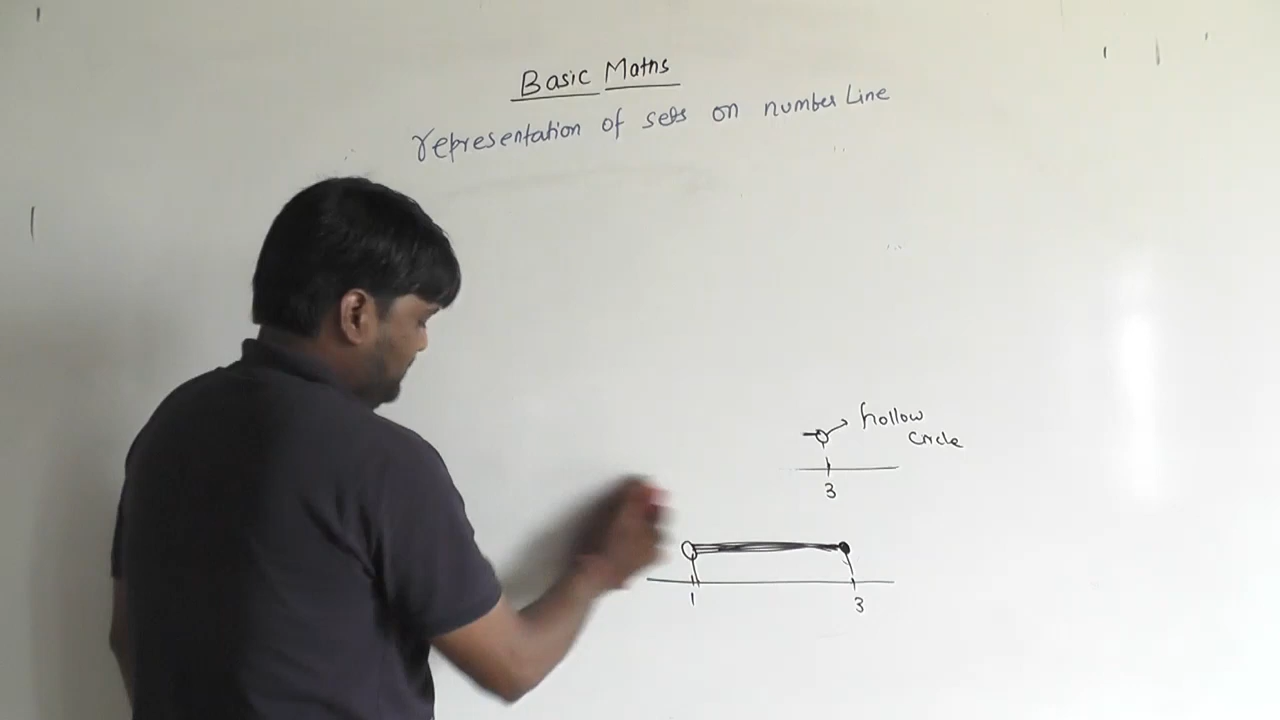 Basic Maths
representation of sets on number Line
hollow
circle
3
1 3